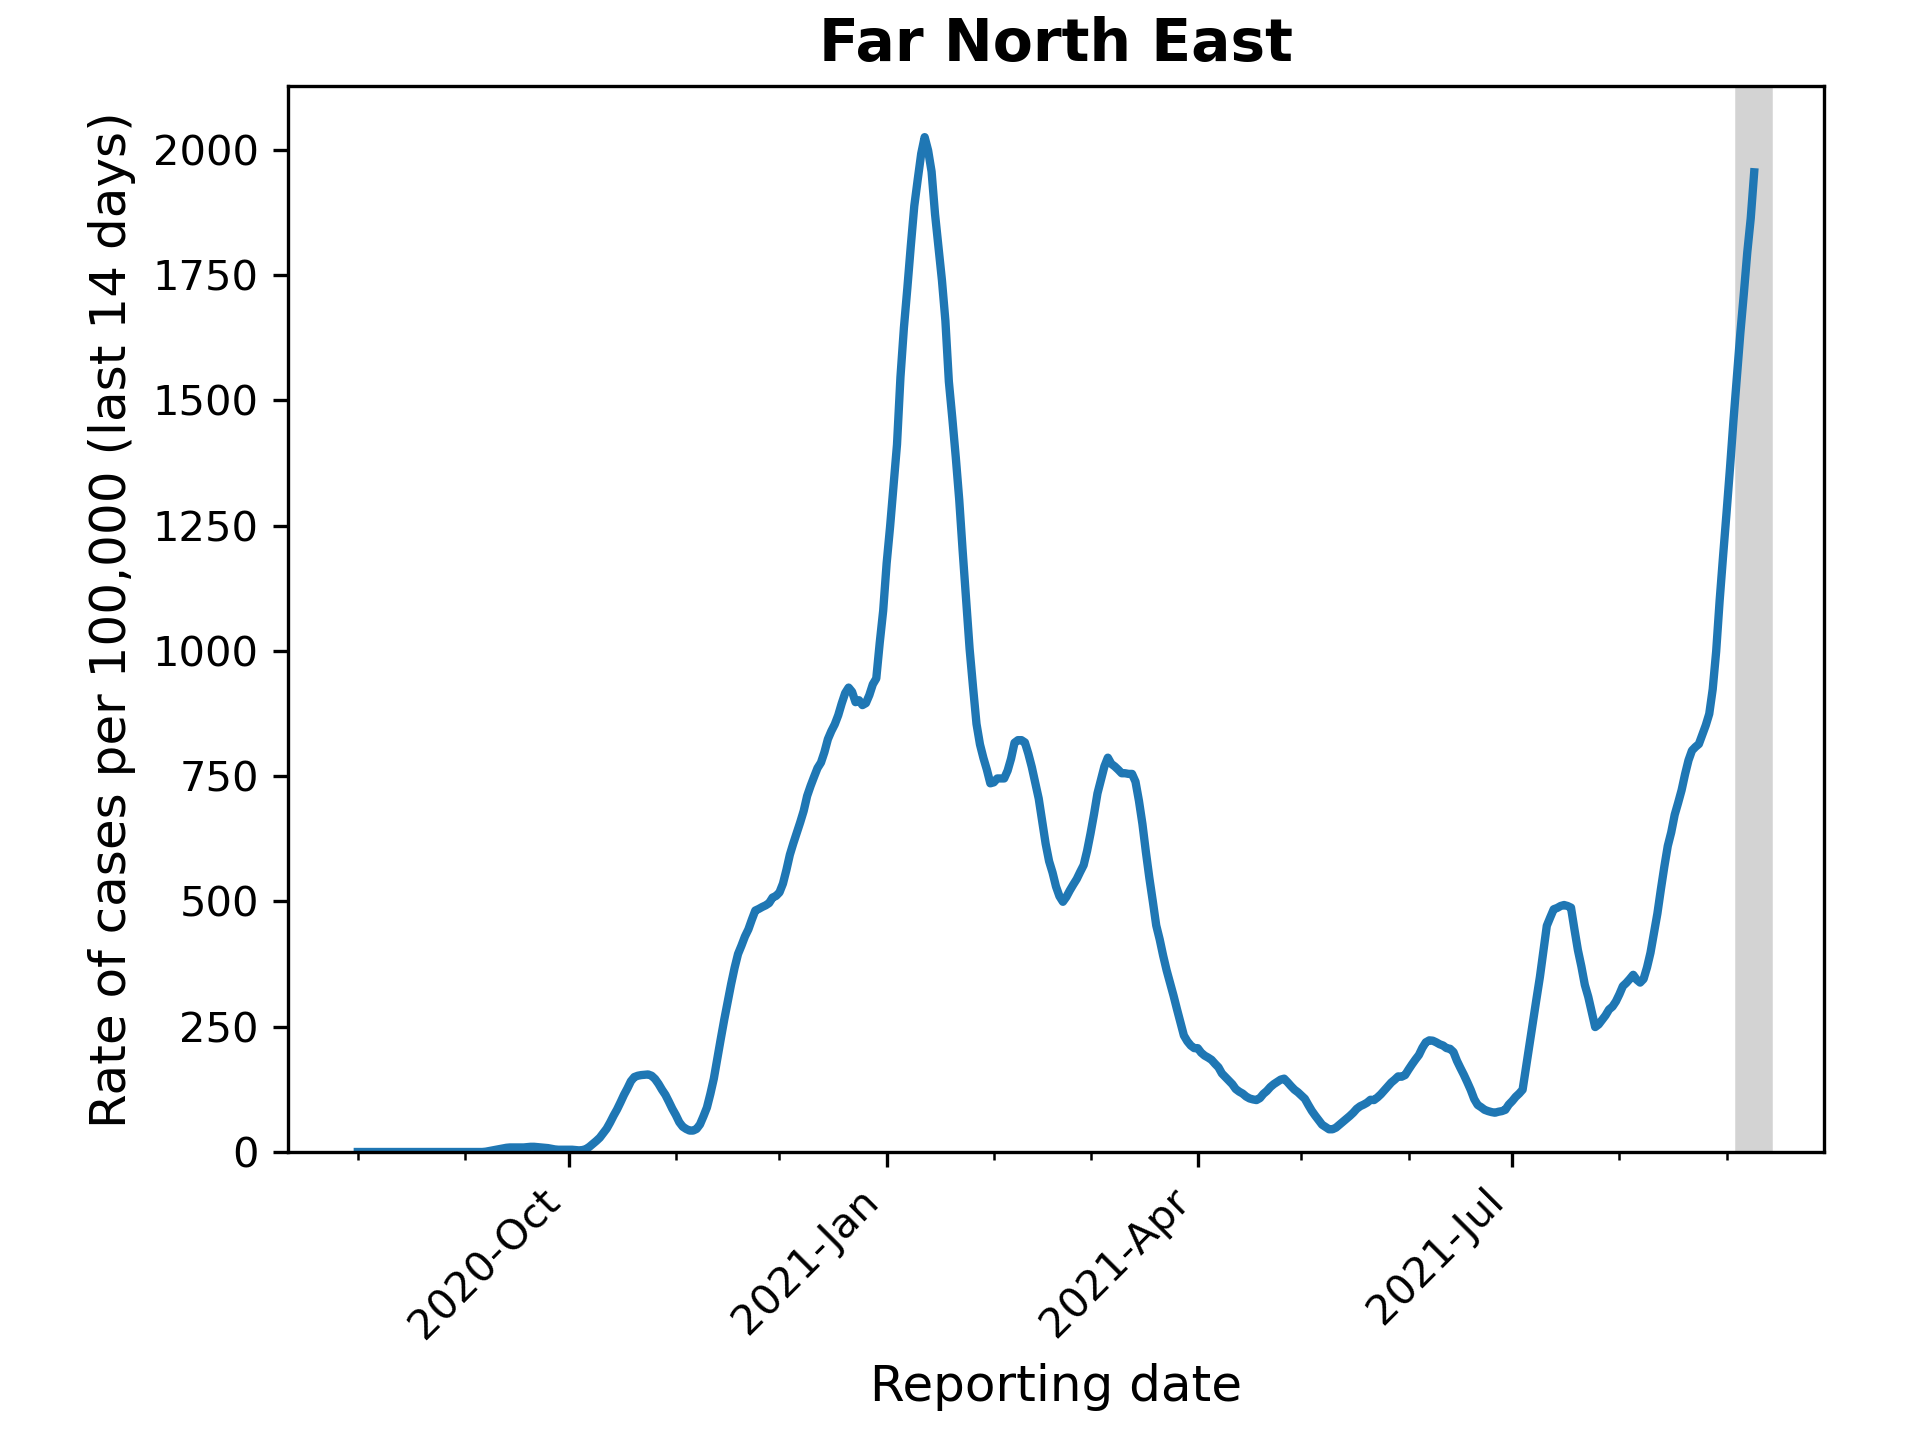 Far North East
Rate of cases per 100,000 (last 14 days)
2000
1750
1500
1250
1000
750
500
250
0
2020-Oct
2021-Jan
2021-Apr
2021-Jul
Reporting date